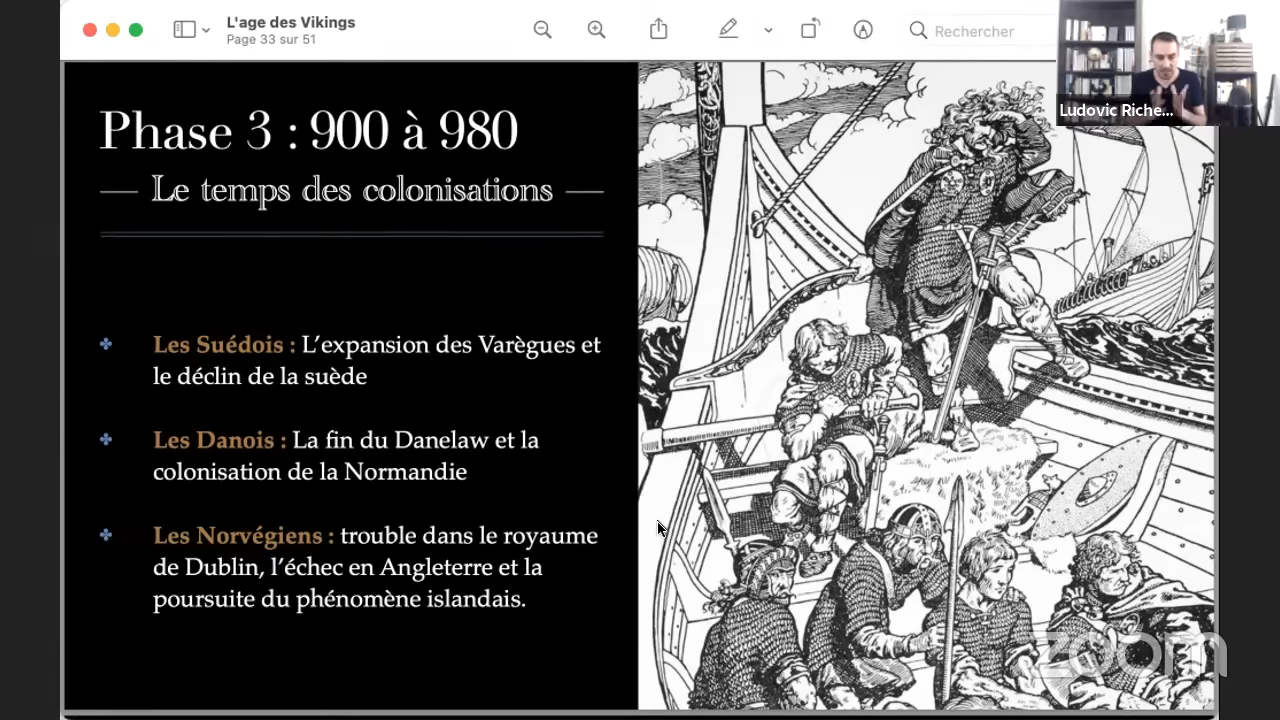 L'age des Vikings
Page 33 sur 51
Rechercher
Ludovic Riche...
Phase 3 : 900 à 980
Le temps des colonisations
Les Suédois : L’expansion des Varègues et
le déclin de la suède
Les Danois : La fin du Danelaw et la
colonisation de la Normandie
Les Norvégiens : trouble dans le royaume
de Dublin, l’échec en Angleterre et la
poursuite du phénomène islandais.
zoom